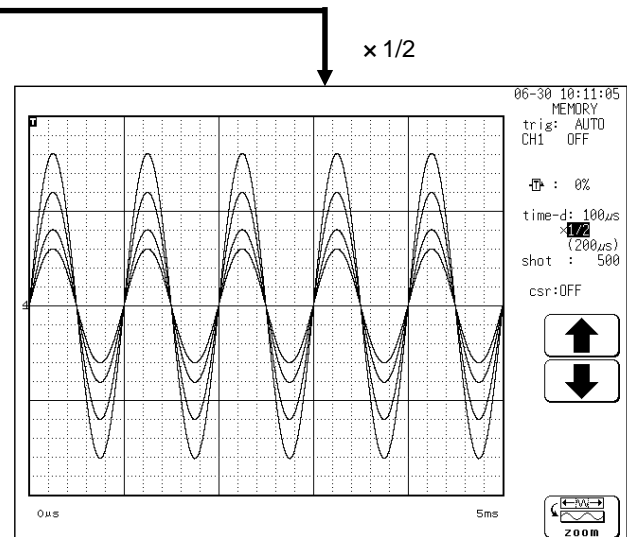 × 1/2
06-30 10:11:05
MEMORY
trig: AUTO
CH1 OFF
T
-T- : 0%
time-d: 100µs
×1/2
(200µs)
shot : 500
csr:OFF
4
0µs 5ms
zoom